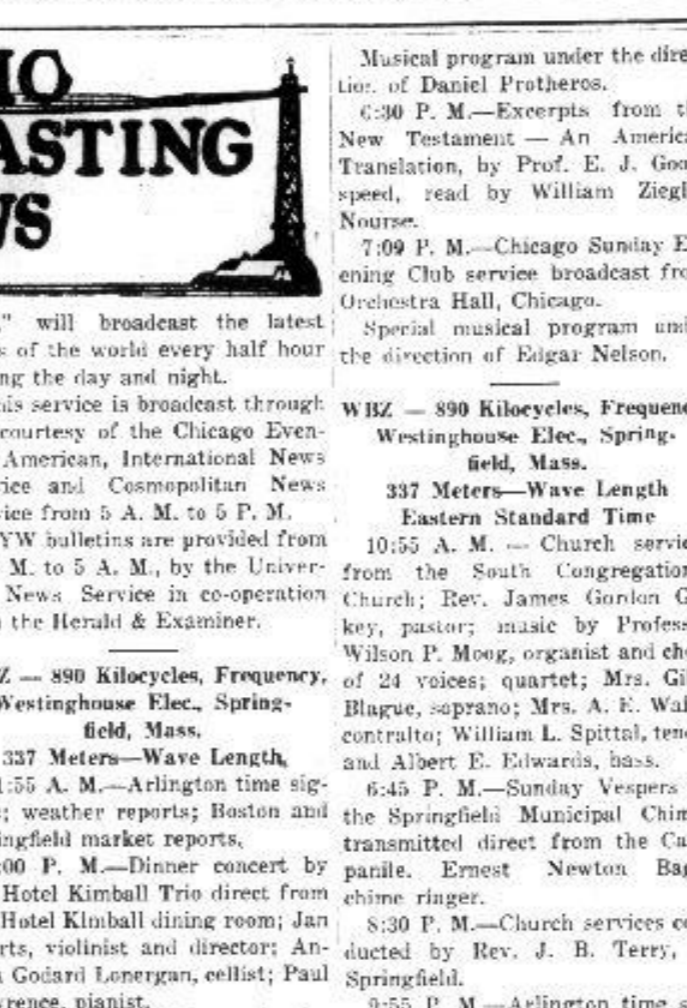 IO
ASTING
WS
," will broadcast the latest
s of the world every half hour
ng the day and night.
his service is broadcast through
courtesy of the Chicago Even-
American, International News
vice and Cosmopolitan News
vice from 5 A. M. to 5 P. M.
YW bulletins are provided from
M. to 5 A. M., by the Univer-
News Service in co-operation
the Herald & Examiner.
Z — 890 Kilocycles, Frequency,
Westinghouse Elec., Spring-
field, Mass.
337 Meters—Wave Length,
1:55 A. M.—Arlington time sig-
s; weather reports; Boston and
ingfield market reports.
:00 P. M.—Dinner concert by
Hotel Kimball Trio direct from
Hotel Kimball dining room; Jan
rts, violinist and director; An-
Godard Lonergan, cellist; Paul
rence, pianist.
Musical program under the dire
tion of Daniel Protheros.
6:30 P. M.—Excerpts from t
New Testament — An America
Translation, by Prof. E. J. Goo
speed, read by William Ziegl
Nourse.
7:09 P. M.—Chicago Sunday E
ening Club service broadcast fro
Orchestra Hall, Chicago.
Special musical program und
the direction of Edgar Nelson.
WBZ — 890 Kilocycles, Frequenc
Westinghouse Elec., Spring-
field, Mass.
337 Meters—Wave Length
Eastern Standard Time
10:55 A. M. — Church servic
from the South Congregation
Church; Rev. James Gordon G
key, pastor; music by Profess
Wilson P. Moog, organist and cho
of 24 voices; quartet; Mrs. Gi
Blague, soprano; Mrs. A. H. Wal
contralto; William L. Spittal, teno
and Albert E. Edwards, bass.
6:45 P. M.—Sunday Vespers
the Springfield Municipal Chim
transmitted direct from the Ca
panile. Ernest Newton Bag
chime ringer.
8:30 P. M.—Church services co
ducted by Rev. J. B. Terry,
Springfield.
9:55 P. M.—Arlington time s